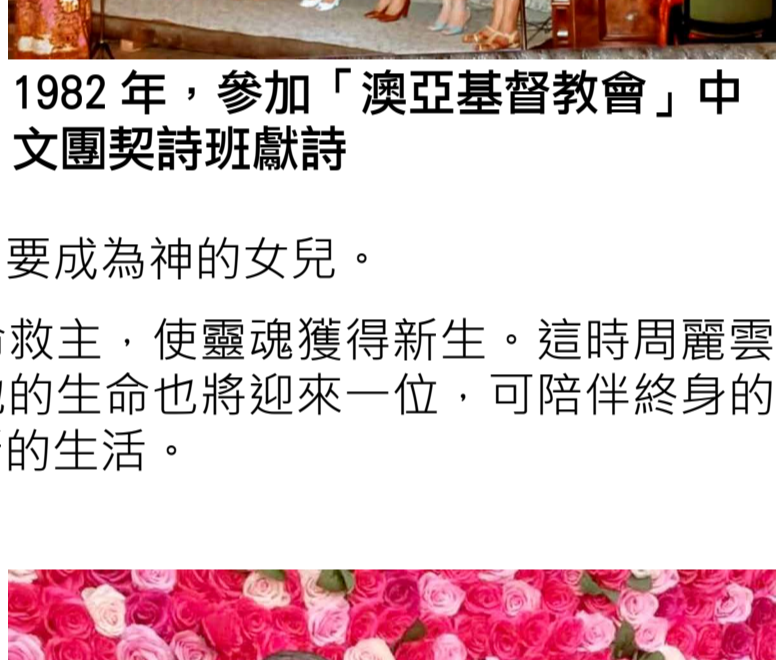 1982 年，參加「澳亞基督教會」中
文團契詩班獻詩
要成為神的女兒。
救主，使靈魂獲得新生。這時周麗雲
的生命也將迎來一位，可陪伴終身的
的生活。